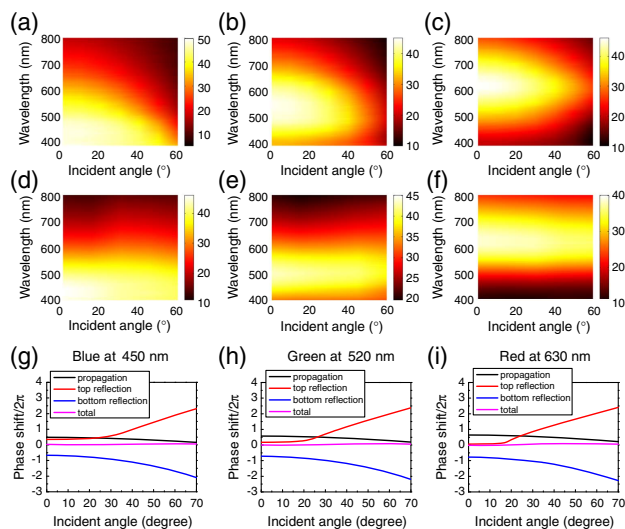 (a) (b) (c)
Wavelength (nm) 800 700 600 500 400 0 20 40 60 Incident angle (°) 50 40 30 20 10
Wavelength (nm) 800 700 600 500 400 0 20 40 60 Incident angle (°) 40 30 20 10
Wavelength (nm) 800 700 600 500 400 0 20 40 60 Incident angle (°) 40 30 20
(d) (e) (f)
Wavelength (nm) 800 700 600 500 400 0 20 40 60 Incident angle (°) 40 30 20
Wavelength (nm) 800 700 600 500 400 0 20 40 60 Incident angle (°) 45 40 35 30 25 20
Wavelength (nm) 800 700 600 500 400 0 20 40 60 Incident angle (°) 40 30 20
(g) Blue at 450 nm (h) Green at 520 nm (i) Red at 630 nm
Phase shift/2π 4 3 2 1 0 -1 -2 -3
propagation
top reflection
bottom reflection
total
0 10 20 30 40 50 60 70
Incident angle (degree)
Phase shift/2π 4 3 2 1 0 -1 -2 -3
propagation
top reflection
bottom reflection
total
0 10 20 30 40 50 60 70
Incident angle (degree)
Phase shift/2π 4 3 2 1 0 -1 -2 -3
propagation
top reflection
bottom reflection
total
0 10 20 30 40 50 60 70
Incident angle (degree)